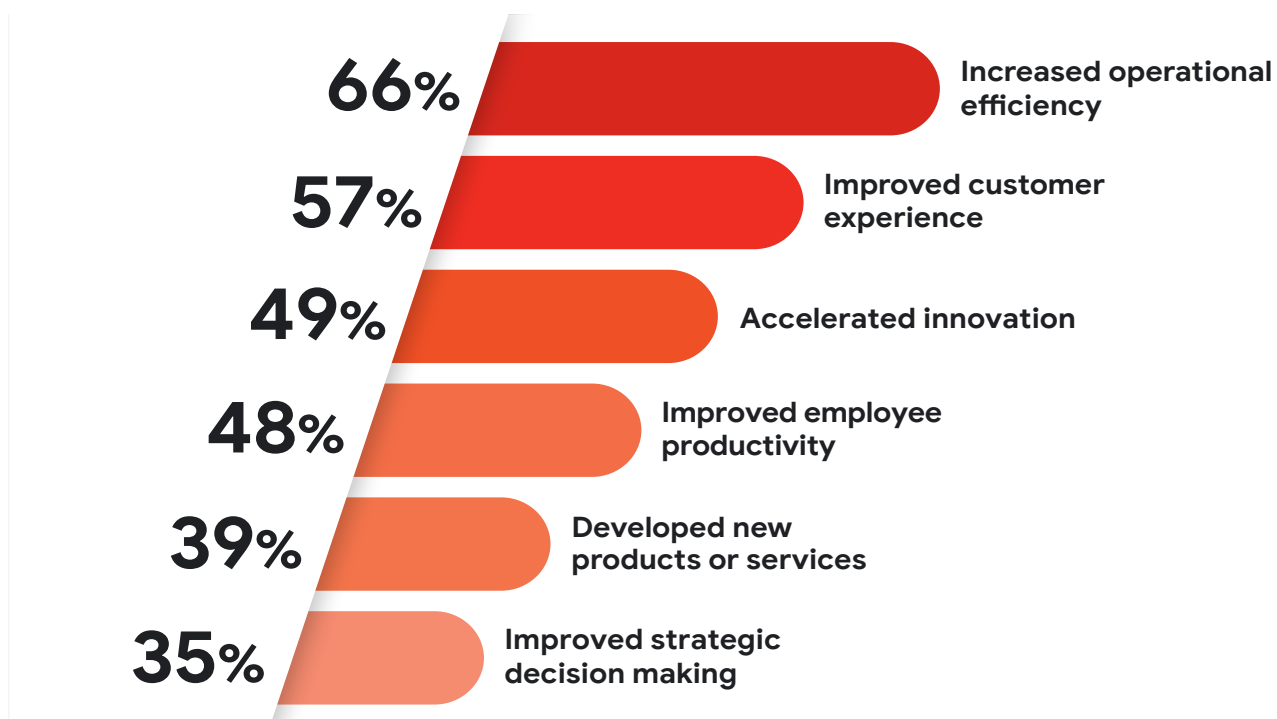 66%
Increased operational
efficiency
57%
Improved customer
experience
49%
Accelerated innovation
48%
Improved employee
productivity
39%
Developed new
products or services
35%
Improved strategic
decision making